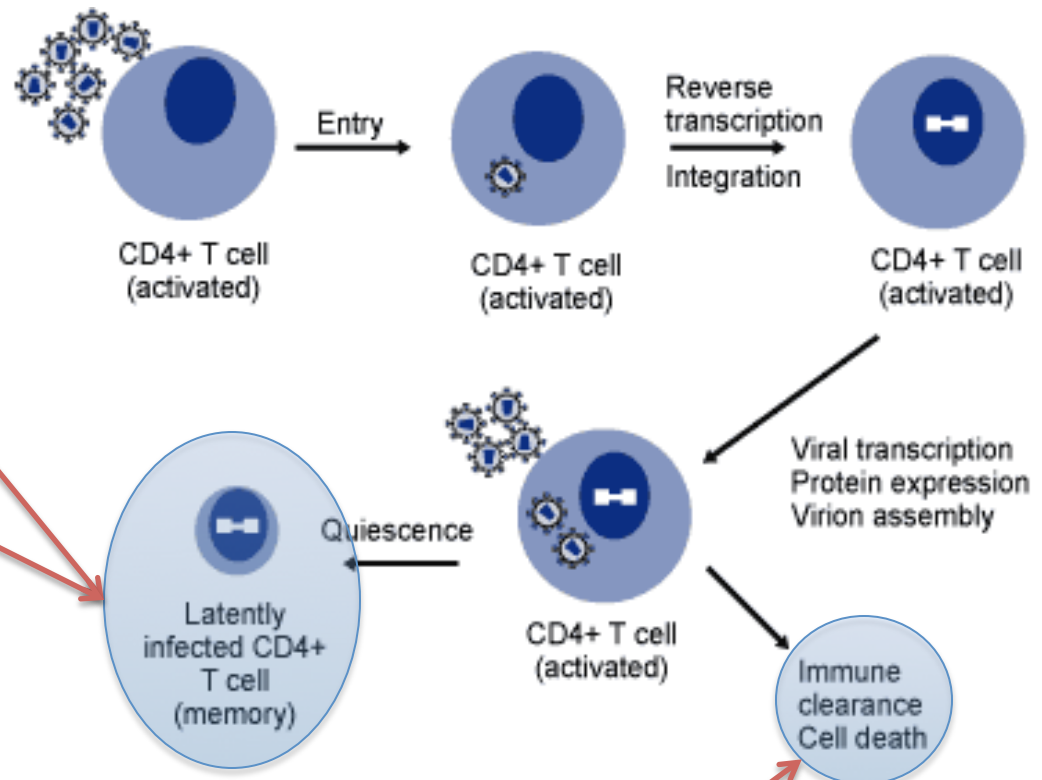 Entry
Reverse
transcription
Integration
CD4+ T cell
(activated)
CD4+ T cell
(activated)
CD4+ T cell
(activated)
Viral transcription
Protein expression
Virion assembly
Quiescence
Latently
infected CD4+
T cell
(memory)
CD4+ T cell
(activated)
Immune
clearance
Cell death